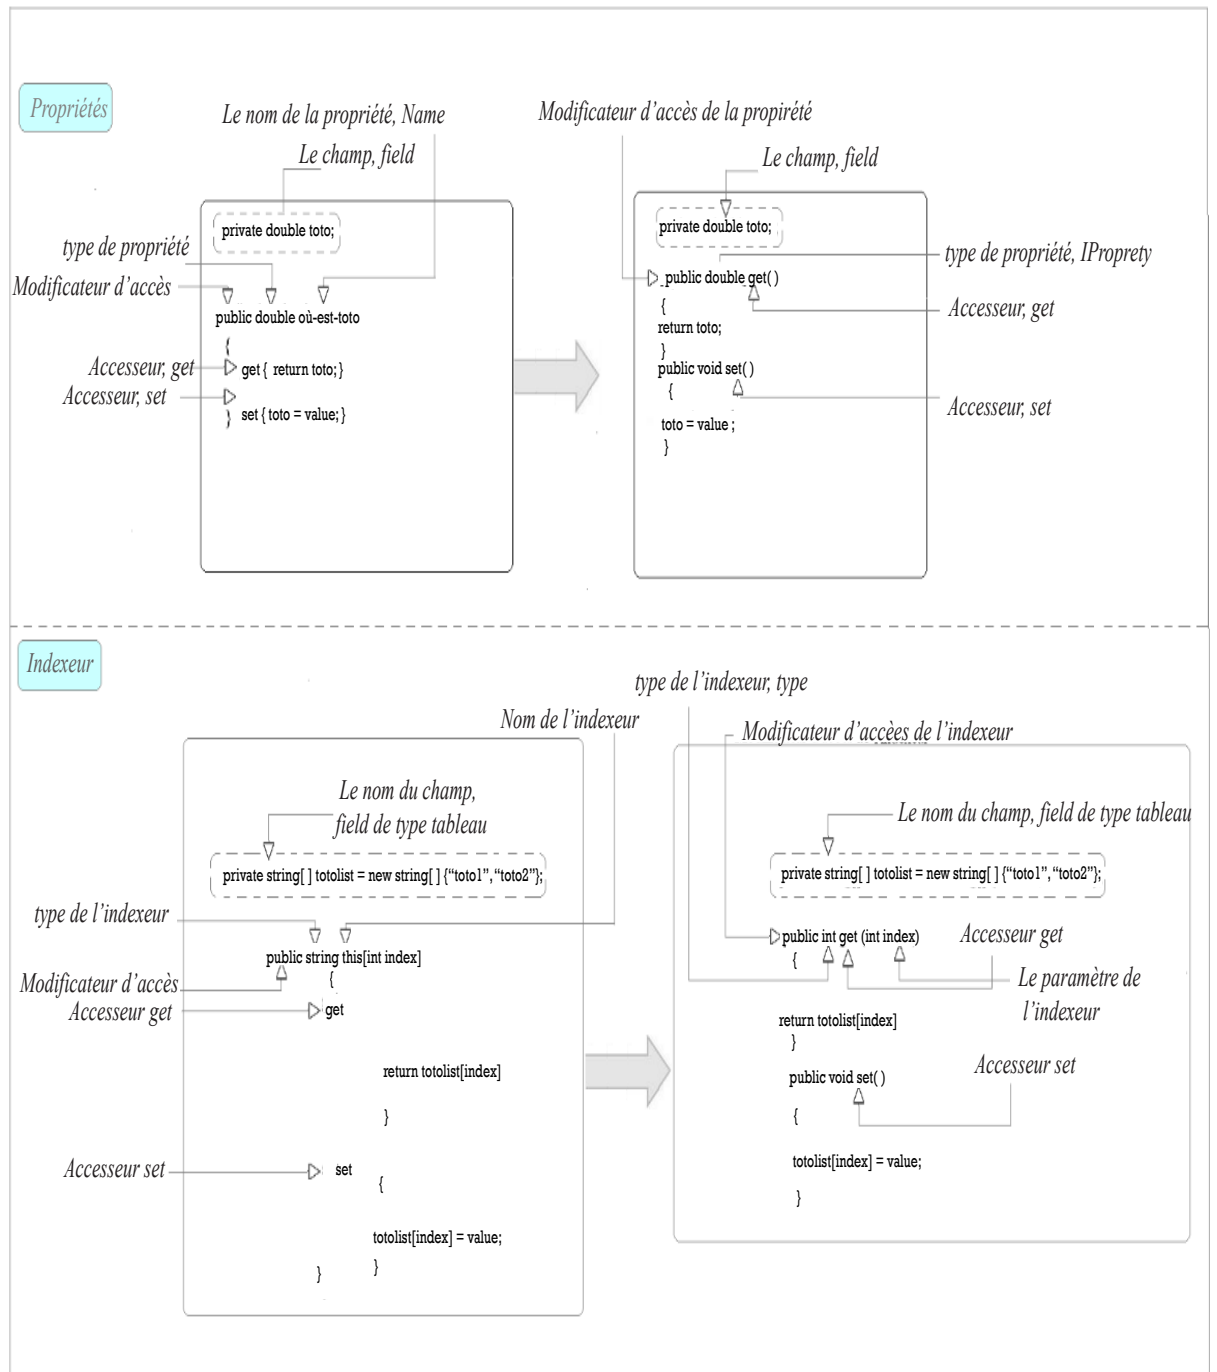 Propriétés
Le nom de la propriété, Name
Le champ, field
private double toto;
type de propriété
Modificateur d'accès
public double où-est-toto
{
Accesseur, get
get { return toto; }
Accesseur, set
set { toto = value; }
}
Modificateur d'accès de la propirété
Le champ, field
private double toto;
type de propriété, IProprety
public double get( )
Accesseur, get
{
return toto;
}
public void set( )
{
Accesseur, set
toto = value ;
}
Indexeur
Nom de l'indexeur
Le nom du champ,
field de type tableau
private string[ ] totolist = new string[ ] {“toto1”, “toto2”};
type de l'indexeur
public string this[int index]
{
Modificateur d'accès
Accesseur get
get
return totolist[index]
}
Accesseur set
set
{
totolist[index] = value;
}
}
type de l'indexeur, type
Modificateur d'accèes de l'indexeur
Le nom du champ, field de type tableau
private string[ ] totolist = new string[ ] {“toto1”, “toto2”};
public int get (int index)
Accesseur get
{
Le paramètre de
l'indexeur
return totolist[index]
}
Accesseur set
public void set( )
{
totolist[index] = value;
}